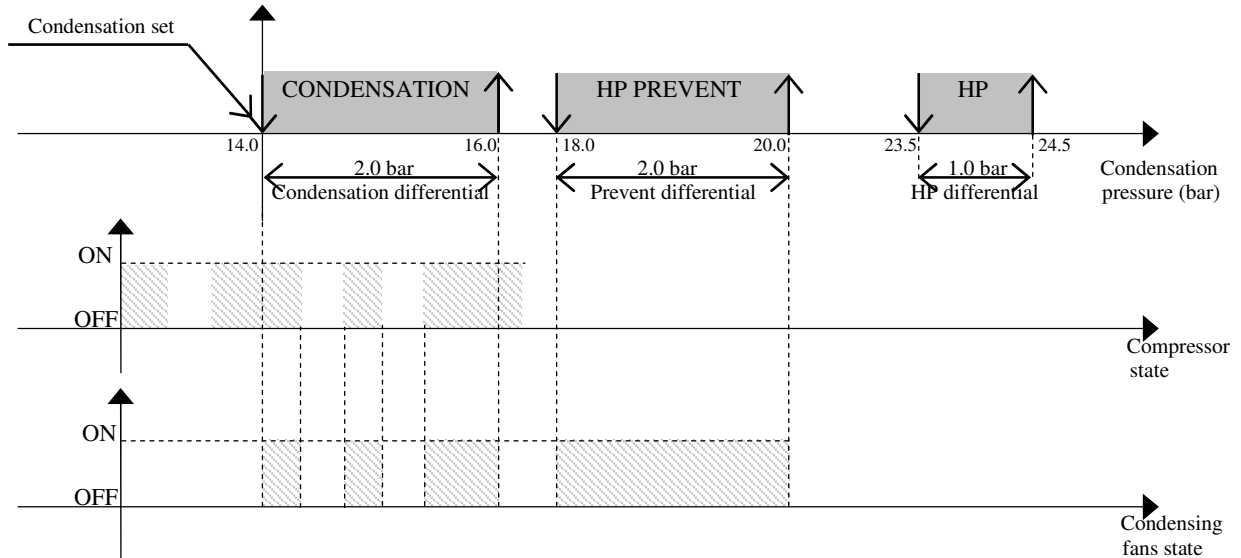 Condensation set
CONDENSATION
HP PREVENT
HP
14.0
16.0
18.0
20.0
23.5
24.5
2.0 bar
Condensation differential
2.0 bar
Prevent differential
1.0 bar
HP differential
Condensation
pressure (bar)
ON
OFF
Compressor
state
ON
OFF
Condensing
fans state